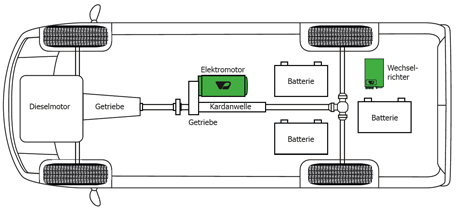 Elektromotor
Wechsel-
richter
Batterie
Dieselmotor
Getriebe
Kardanwelle
Batterie
Getriebe
Batterie